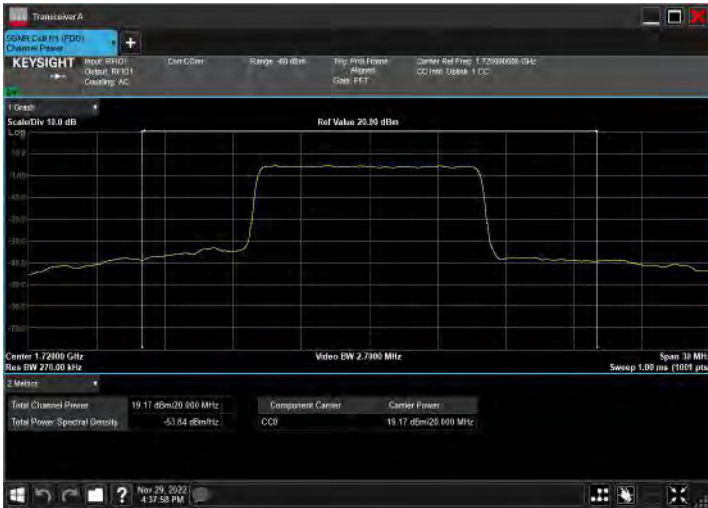 Transceiver A
5GNR Cell N1 (FDD)
Channel Power
KEYSIGHT
Input: RFIO1
Output: RFIO1
Coupling: AC
Corr CCorr
Range: -60 dBm
Trig: Prdl Frame
Aligned
Gate: FFT
Carrier Ref Freq: 1.720000000 GHz
CC Info: Uplink, 1 CC
1 Graph
Scale/Div 10.0 dB
Ref Value 20.00 dBm
Log
Center 1.72000 GHz
Video BW 2.7000 MHz
Span 30 MHz
Res BW 270.00 kHz
Sweep 1.00 ms (1001 pts
2 Metrics
Total Channel Power
19.17 dBm/20.000 MHz
Component Carrier
Carrier Power
Total Power Spectral Density
-53.84 dBm/Hz
CC0
19.17 dBm/20.000 MHz
?
Nov 29, 2022
4:37:58 PM